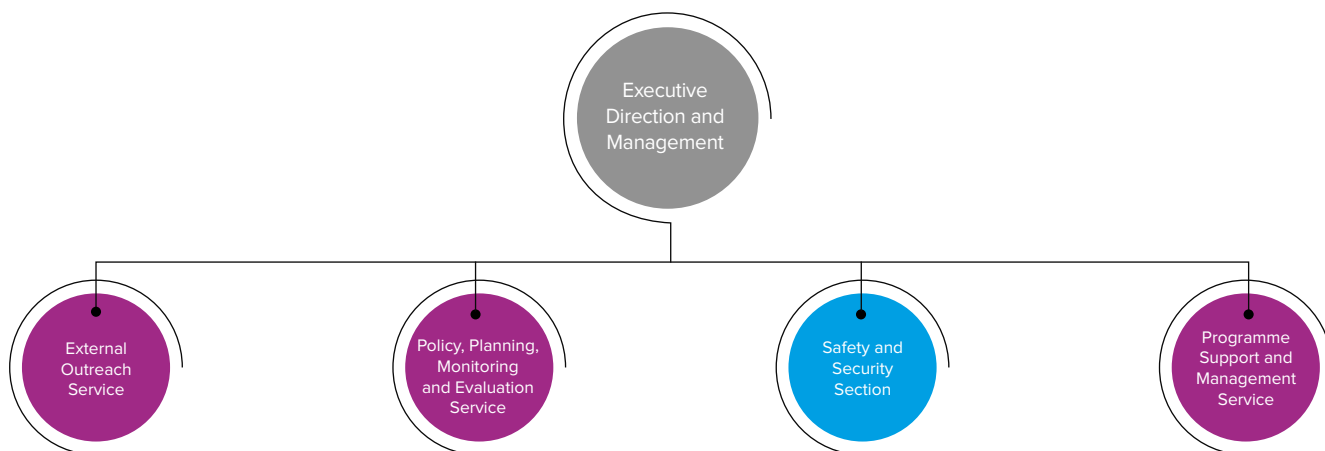 Executive
Direction and
Management
External
Outreach
Service
Policy, Planning,
Monitoring
and Evaluation
Service
Safety and
Security
Section
Programme
Support and
Management
Service